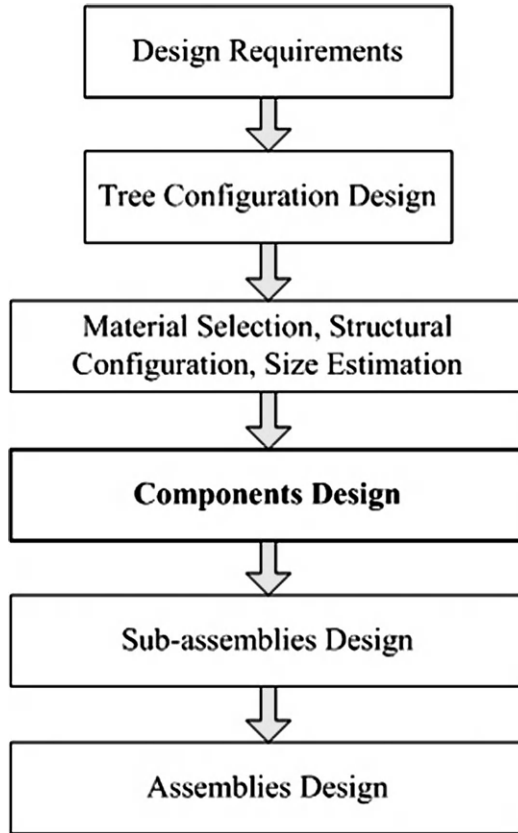 Design Requirements
Tree Configuration Design
Material Selection, Structural
Configuration, Size Estimation
Components Design
Sub-assemblies Design
Assemblies Design